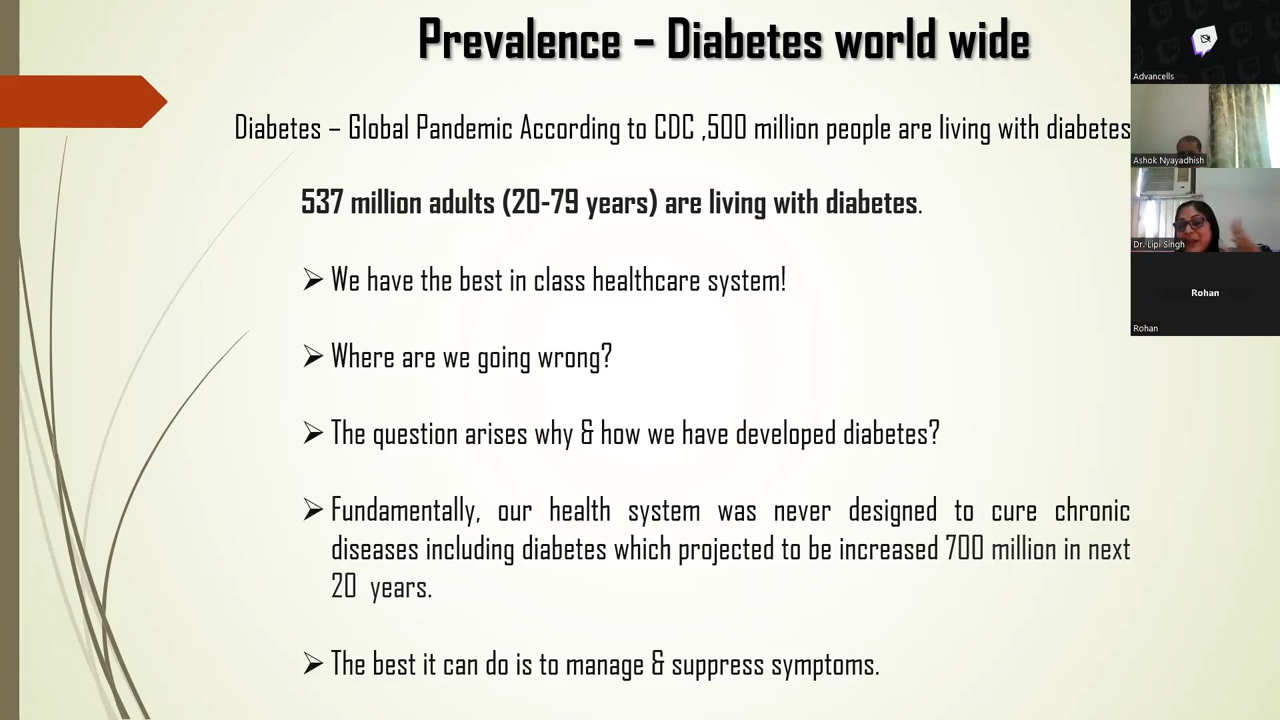 Prevalence – Diabetes world wide
Diabetes – Global Pandemic According to CDC ,500 million people are living with diabetes
537 million adults (20-79 years) are living with diabetes.
We have the best in class healthcare system!
Where are we going wrong?
The question arises why & how we have developed diabetes?
Fundamentally, our health system was never designed to cure chronic
diseases including diabetes which projected to be increased 700 million in next
20 years.
The best it can do is to manage & suppress symptoms.
Advancells
Ashok Nyayadhish
Dr. Lipi Singh
Rohan
Rohan